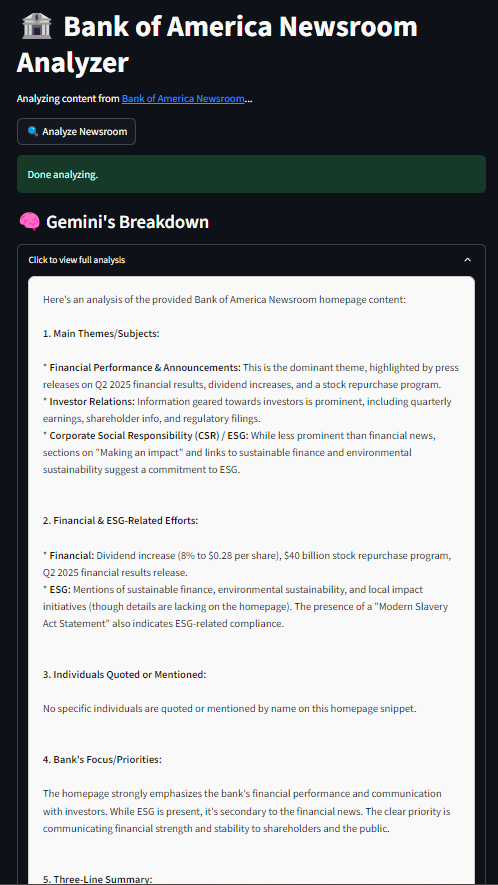 🏦 Bank of America Newsroom
Analyzer
Analyzing content from Bank of America Newsroom...
🔍 Analyze Newsroom
Done analyzing.
🧠 Gemini's Breakdown
Click to view full analysis
Here's an analysis of the provided Bank of America Newsroom homepage content:
1. Main Themes/Subjects:
* Financial Performance & Announcements: This is the dominant theme, highlighted by press
releases on Q2 2025 financial results, dividend increases, and a stock repurchase program.
* Investor Relations: Information geared towards investors is prominent, including quarterly
earnings, shareholder info, and regulatory filings.
* Corporate Social Responsibility (CSR) / ESG: While less prominent than financial news,
sections on "Making an impact" and links to sustainable finance and environmental
sustainability suggest a commitment to ESG.
2. Financial & ESG-Related Efforts:
* Financial: Dividend increase (8% to $0.28 per share), $40 billion stock repurchase program,
Q2 2025 financial results release.
* ESG: Mentions of sustainable finance, environmental sustainability, and local impact
initiatives (though details are lacking on the homepage). The presence of a "Modern Slavery
Act Statement" also indicates ESG-related compliance.
3. Individuals Quoted or Mentioned:
No specific individuals are quoted or mentioned by name on this homepage snippet.
4. Bank's Focus/Priorities:
The homepage strongly emphasizes the bank's financial performance and communication
with investors. While ESG is present, it's secondary to the financial news. The clear priority is
communicating financial strength and stability to shareholders and the public.
5. Three-Line Summary: